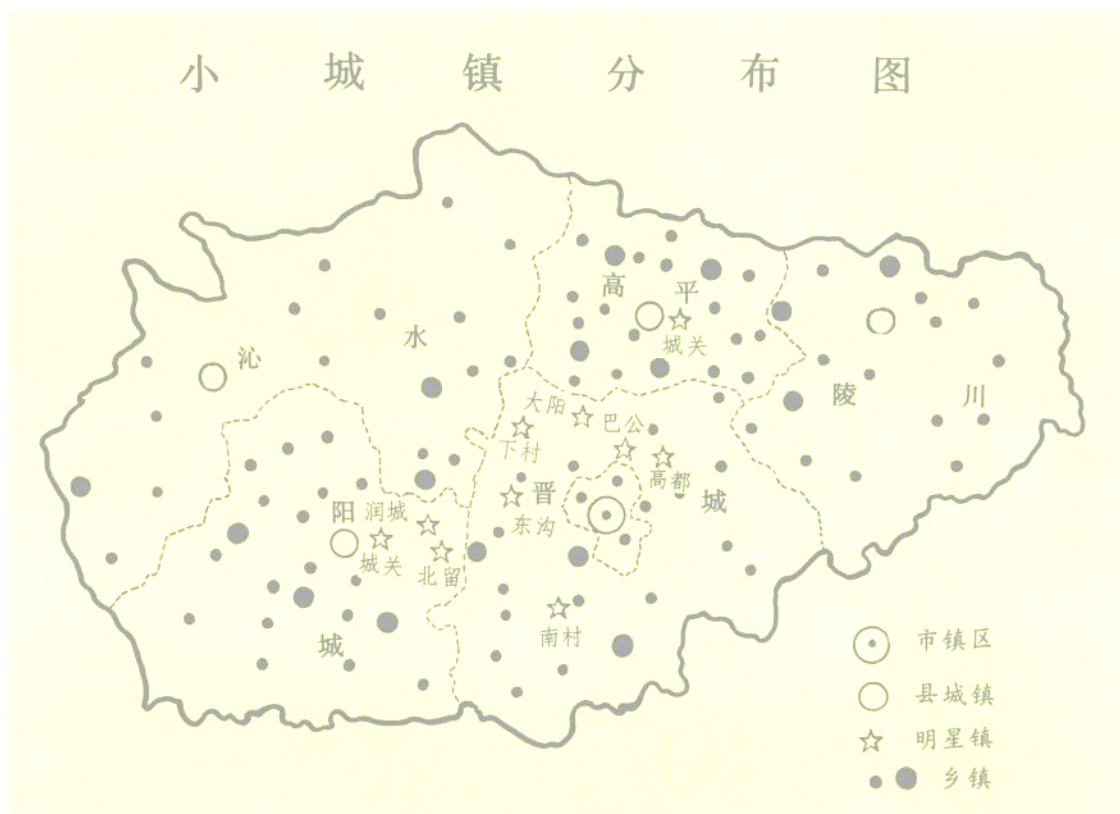 小城镇分布图
高平
城关
沁水
陵川
大阳
巴公
下村
高都
晋城
东沟
阳城
润城
城关
北留
南村
市镇区
县城镇
明星镇
乡镇